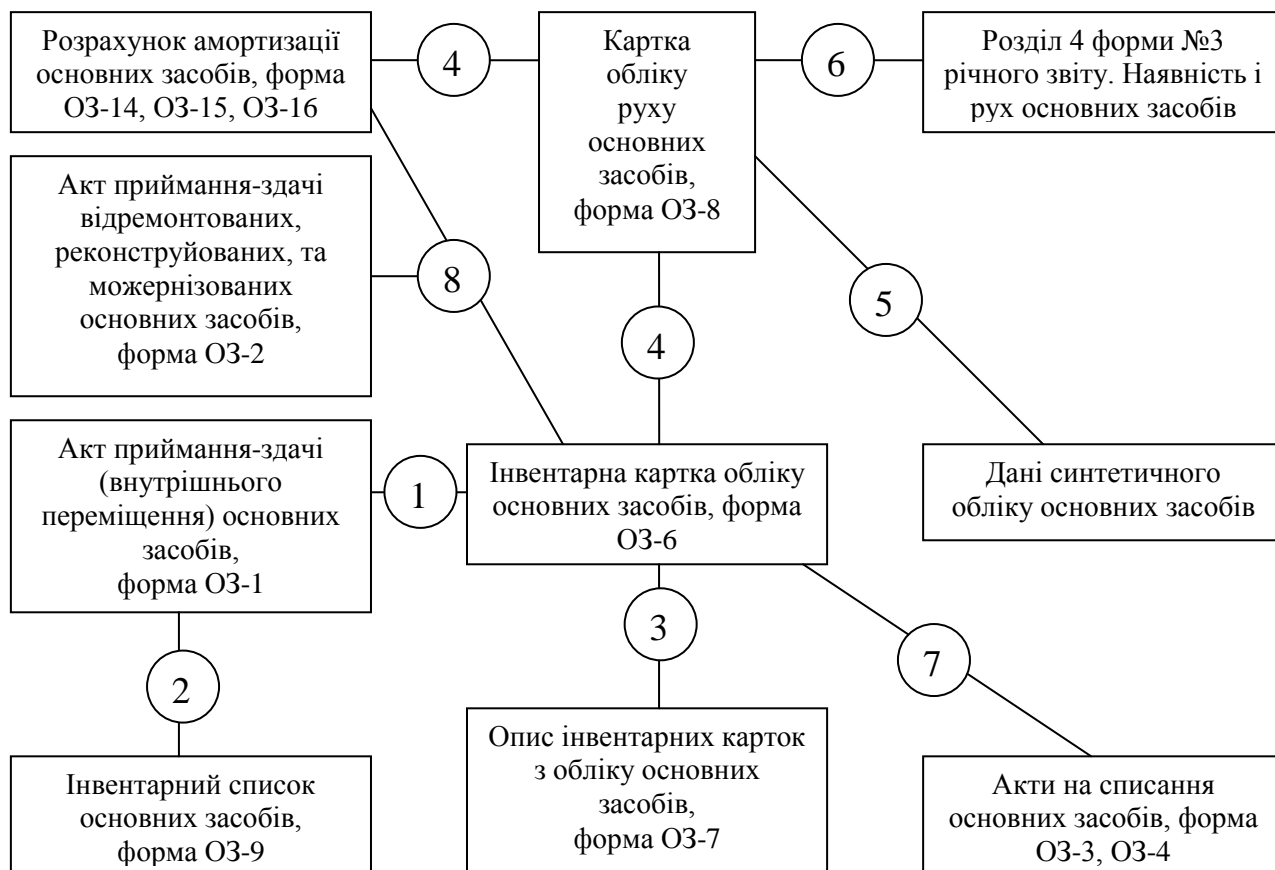 Розрахунок амортизації
основних засобів, форма
ОЗ-14, ОЗ-15, ОЗ-16
4
Картка
обліку
руху
основних
засобів,
форма ОЗ-8
6
Розділ 4 форми №3
річного звіту. Наявність і
рух основних засобів
Акт приймання-здачі
відремонтованих,
реконструйованих, та
можернізованих
основних засобів,
форма ОЗ-2
8
4
5
Акт приймання-здачі
(внутрішнього
переміщення) основних
засобів,
форма ОЗ-1
1
Інвентарна картка обліку
основних засобів, форма
ОЗ-6
Дані синтетичного
обліку основних засобів
2
3
7
Інвентарний список
основних засобів,
форма ОЗ-9
Опис інвентарних карток
з обліку основних
засобів,
форма ОЗ-7
Акти на списання
основних засобів, форма
ОЗ-3, ОЗ-4